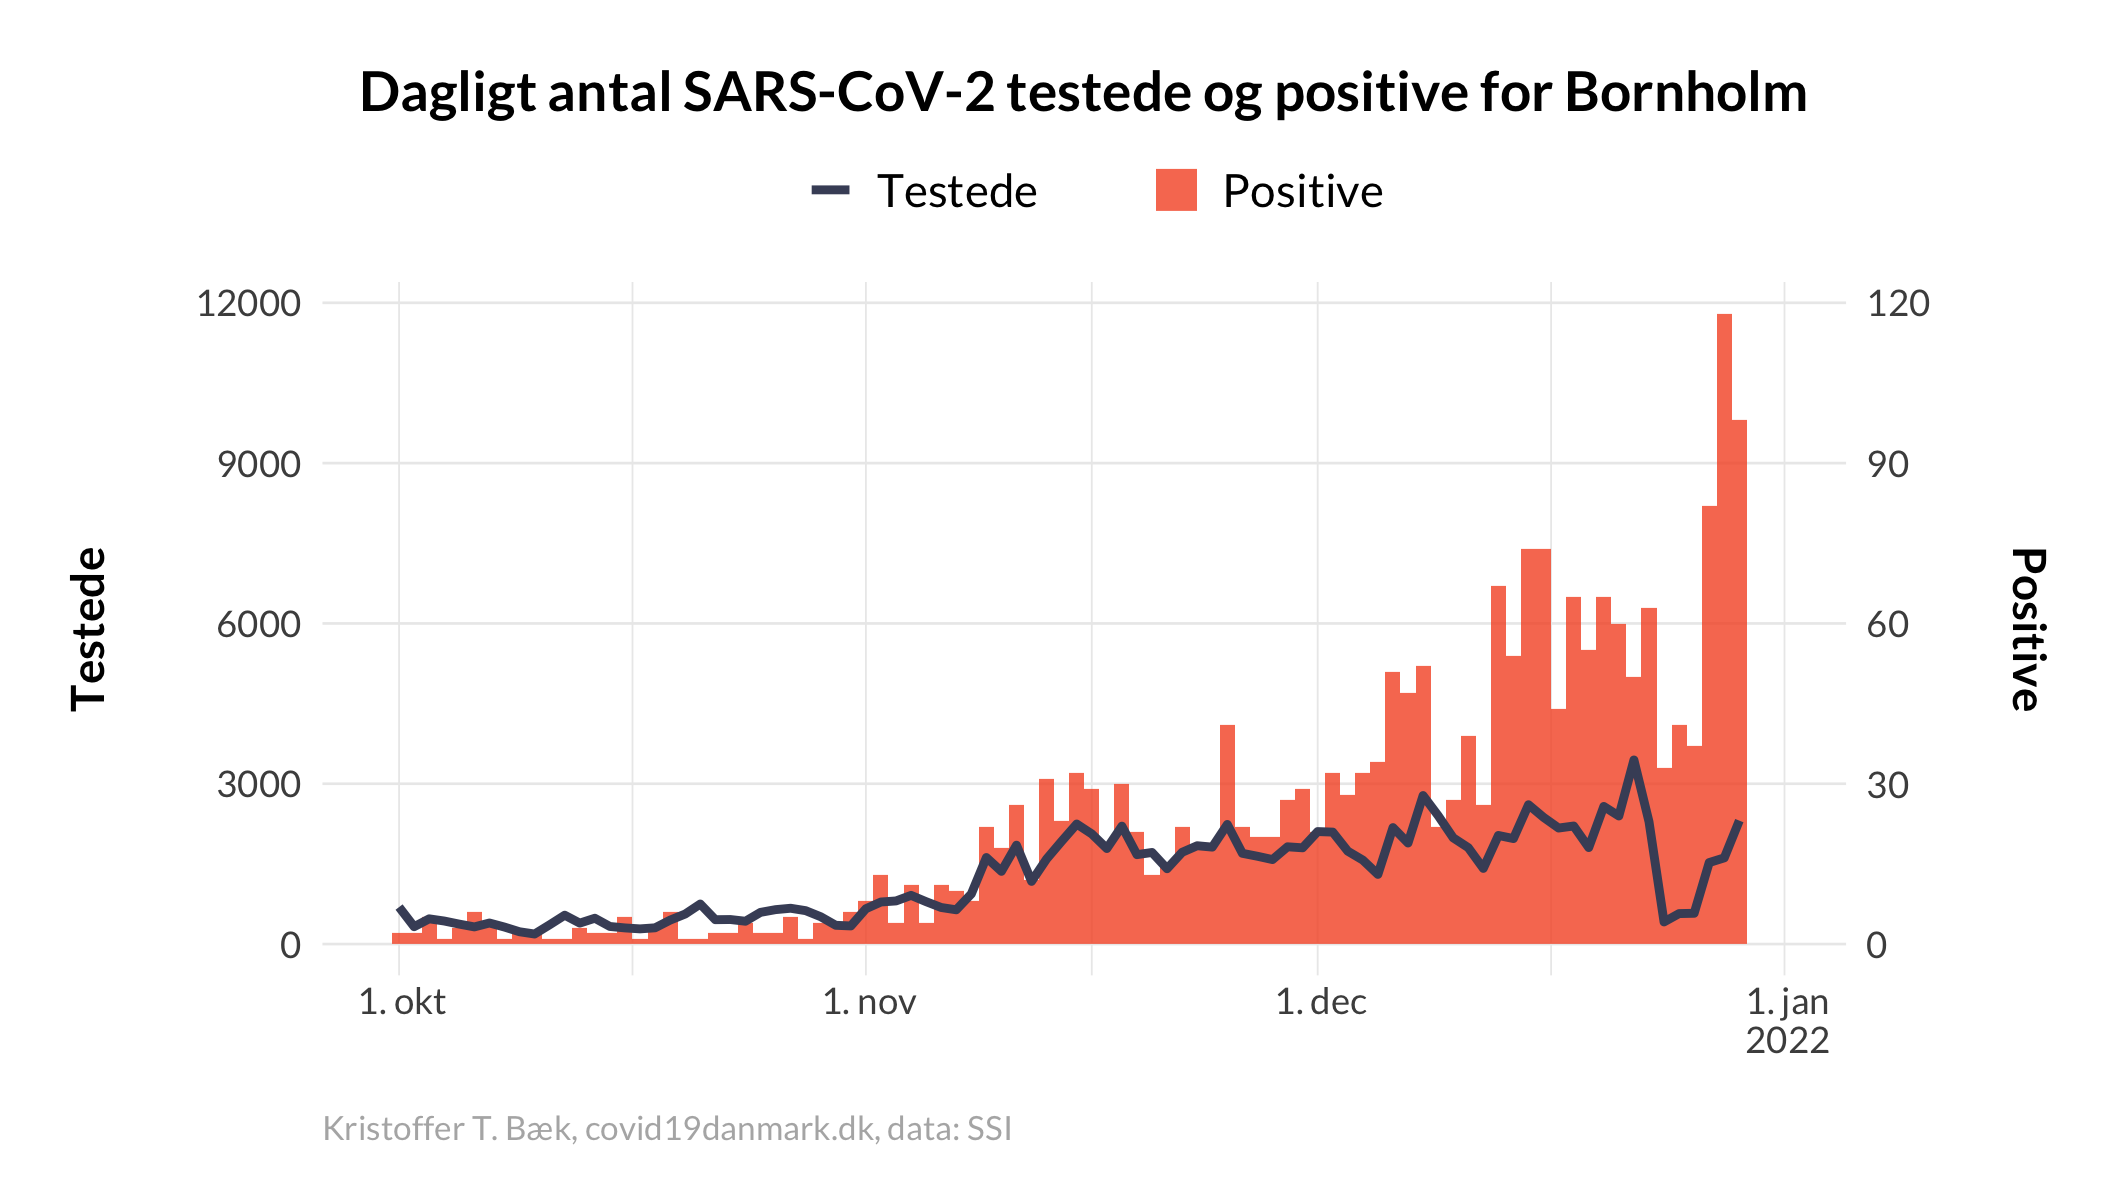 Dagligt antal SARS-CoV-2 testede og positive for Bornholm
Testede
Positive
12000
9000
6000
3000
0
120
90
60
30
0
Testede
Positive
1. okt
1. nov
1. dec
1. jan
2022
Kristoffer T. Bæk, covid19danmark.dk, data: SSI